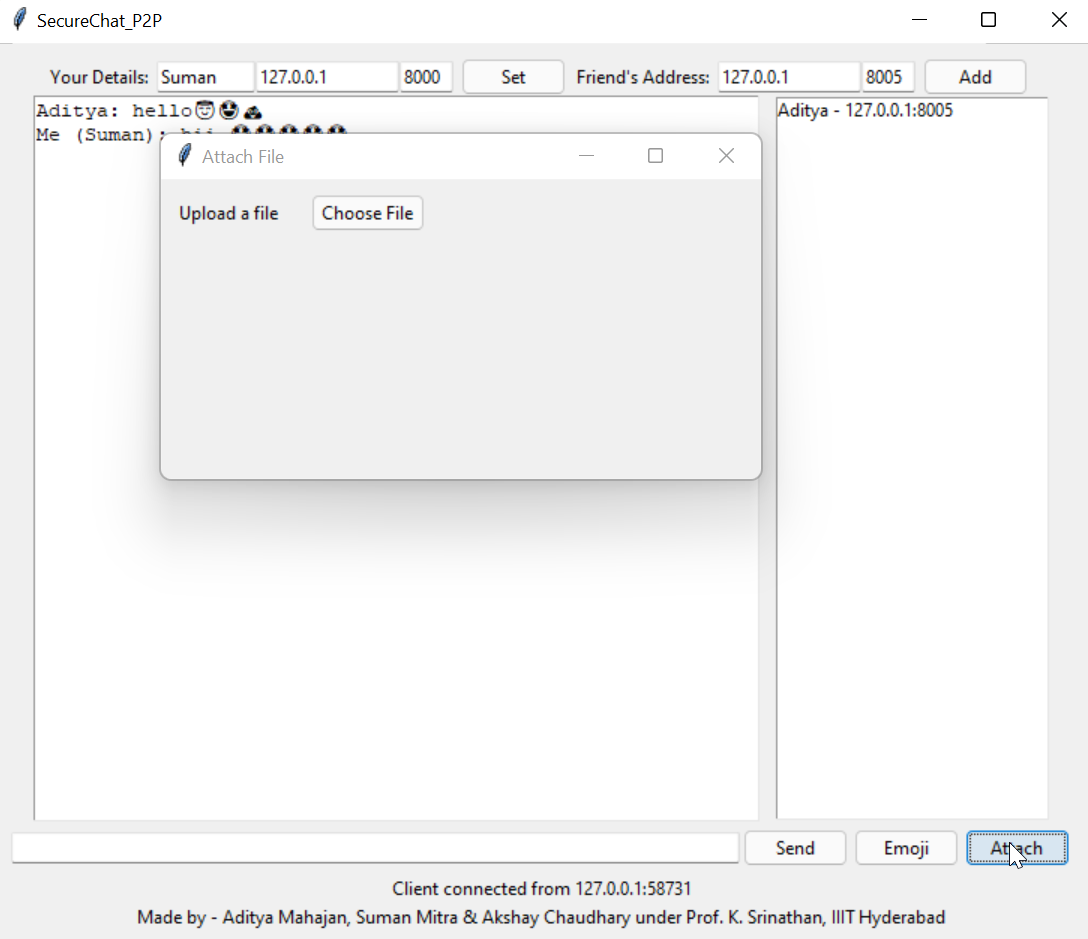 SecureChat_P2P
Your Details: Suman 127.0.0.1 8000 Set Friend's Address: 127.0.0.1 8005 Add
Aditya: hello😇😍💩
Aditya - 127.0.0.1:8005
Me (Suman): hii
Attach File
Upload a file Choose File
Send Emoji Attach
Client connected from 127.0.0.1:58731
Made by - Aditya Mahajan, Suman Mitra & Akshay Chaudhary under Prof. K. Srinathan, IIIT Hyderabad